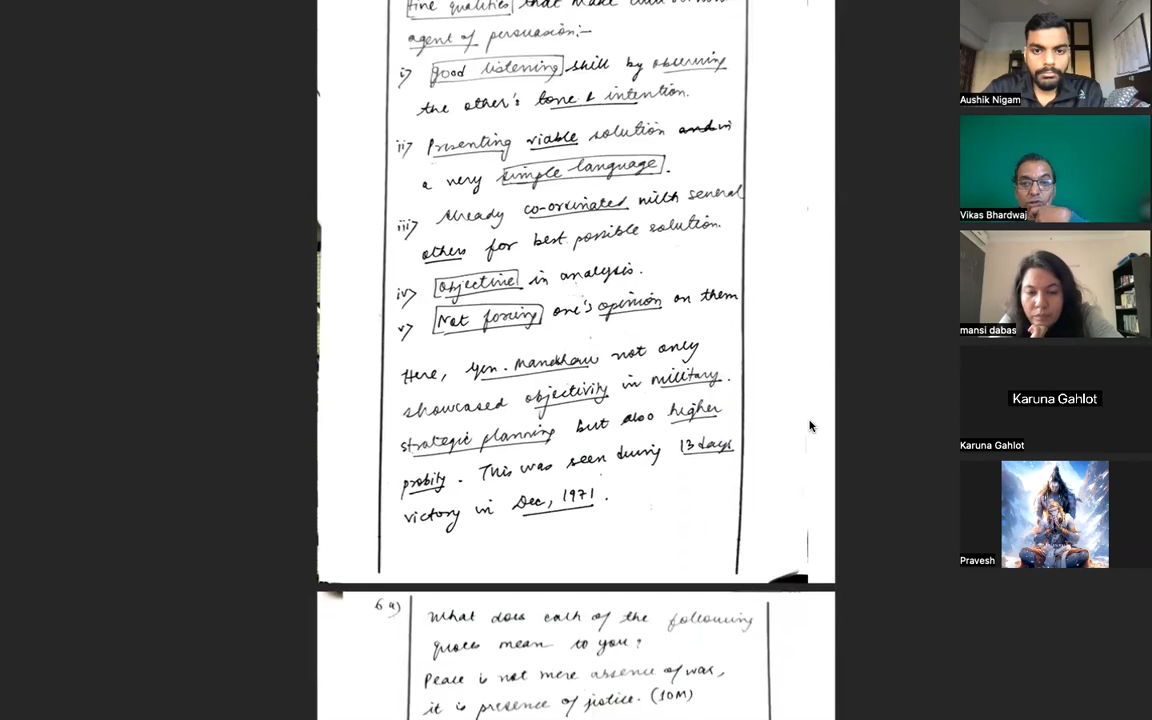 fine qualities that make
agent of persuasion:-
i) good listening skill by observing
the other's tone & intention.
ii) Presenting viable solution
a very simple language.
iii) Already co-ordinated with several
others for best possible solution.
iv) objective in analysis.
v) Not forcing one's opinion on them
Here, Gen. Manekshaw not only
showcased objectivity in military
strategic planning but also higher
probity. This was seen during 13 days
victory in Dec, 1971.
6 a) What does each of the following
quotes mean to you?
Peace is not mere absence of war,
it is presence of justice. (10M)
Aushik Nigam
Vikas Bhardwaj
mansi dabas
Karuna Gahlot
Karuna Gahlot
Pravesh